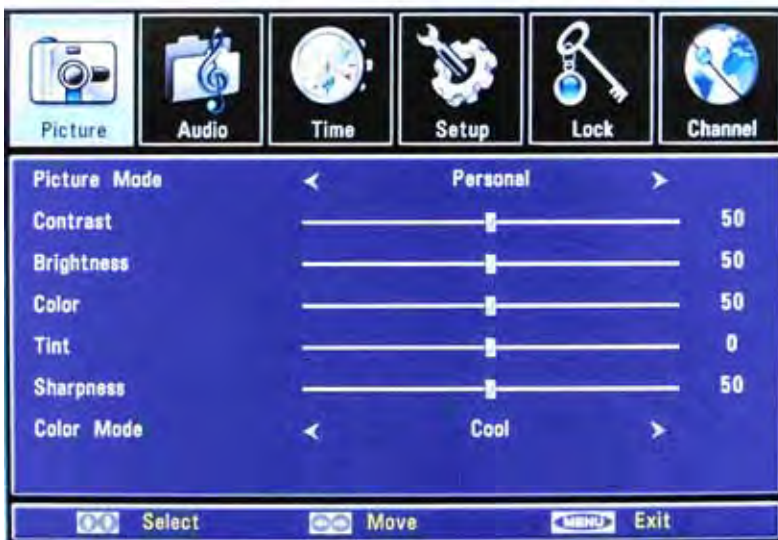 Picture Audio Time Setup Lock Channel
Picture Mode Personal
Contrast 50
Brightness 50
Color 50
Tint 0
Sharpness 50
Color Mode Cool
Select Move MENU Exit